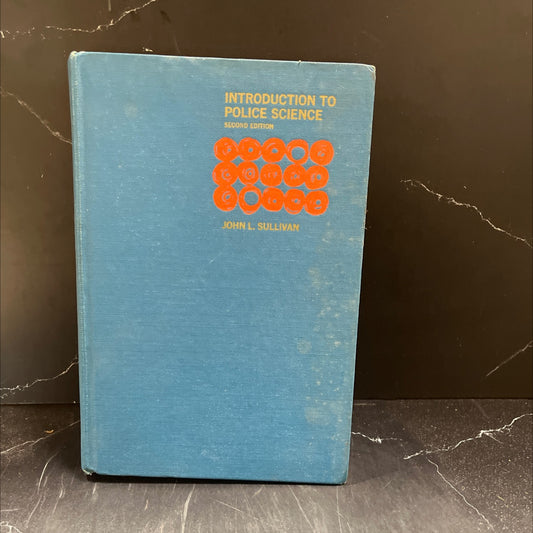 INTRODUCTION TO
POLICE SCIENCE
SECOND EDITION
JOHN L. SULLIVAN